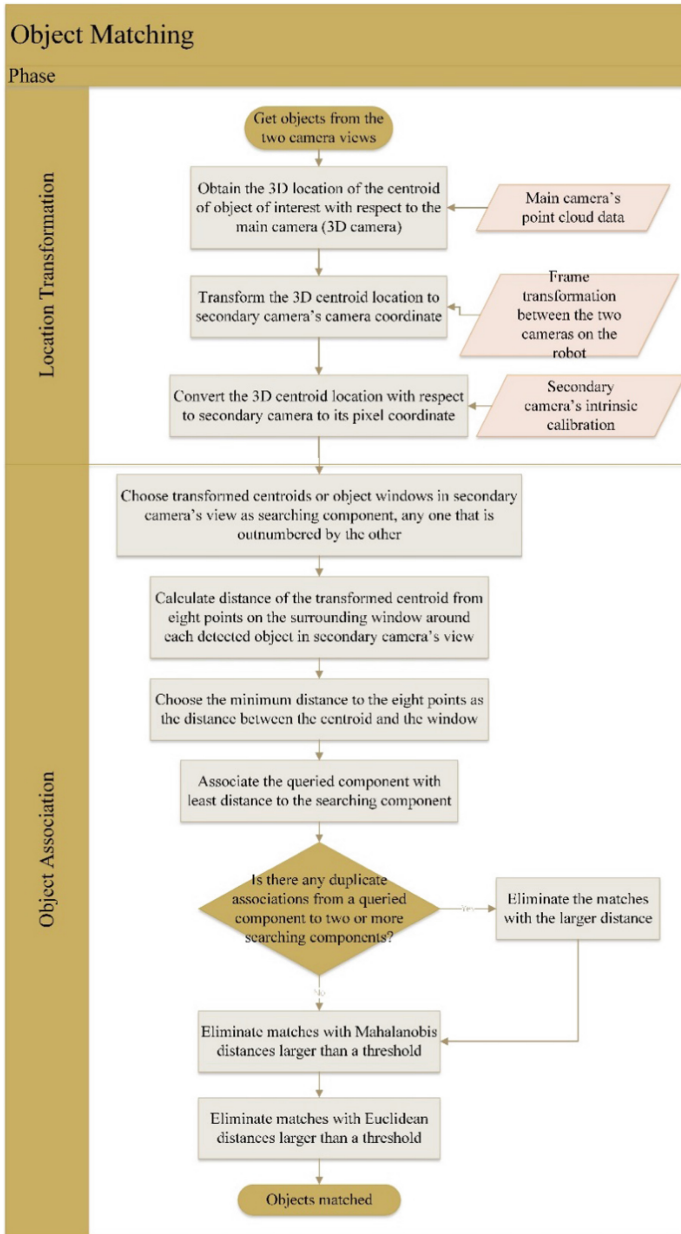 Object Matching
Phase
Location Transformation
Get objects from the
two camera views
Obtain the 3D location of the centroid
of object of interest with respect to the
main camera (3D camera)
Main camera's
point cloud data
Transform the 3D centroid location to
secondary camera's camera coordinate
Frame
transformation
between the two
cameras on the
robot
Convert the 3D centroid location with respect
to secondary camera to its pixel coordinate
Secondary
camera's intrinsic
calibration
Object Association
Choose transformed centroids or object windows in secondary
camera's view as searching component, any one that is
outnumbered by the other
Calculate distance of the transformed centroid from
eight points on the surrounding window around
each detected object in secondary camera's view
Choose the minimum distance to the eight points as
the distance between the centroid and the window
Associate the queried component with
least distance to the searching component
Is there any duplicate
associations from a queried
component to two or more
searching components?
Yes
Eliminate the matches
with the larger distance
No
Eliminate matches with Mahalanobis
distances larger than a threshold
Eliminate matches with Euclidean
distances larger than a threshold
Objects matched